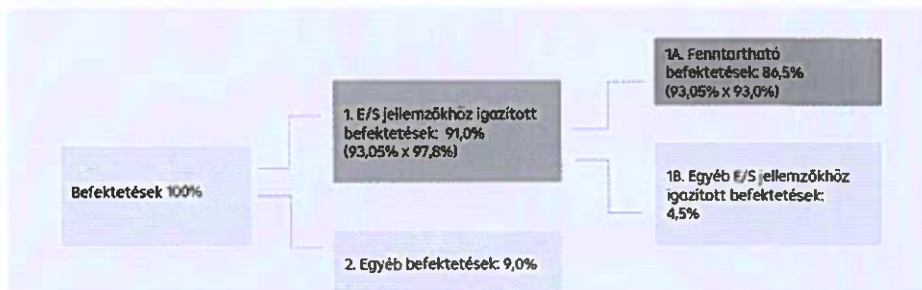 Befektetések 100%
1. E/S jellemzőkhöz igazított
befektetések: 91,0%
(93,05% x 97,8%)
2. Egyéb befektetések: 9,0%
1A. Fenntartható
befektetések: 86,5%
(93,05% x 93,0%)
1B. Egyéb E/S jellemzőkhöz
igazított befektetések:
4,5%